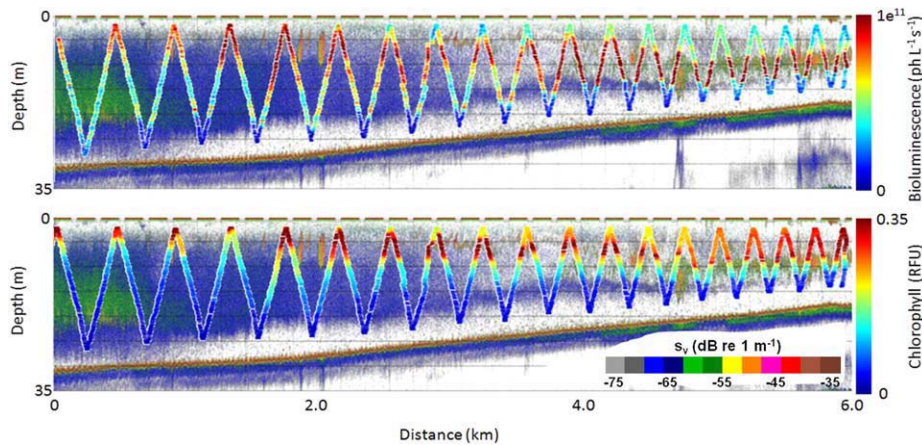 0
Depth (m)
35
1e¹¹
Bioluminescence (ph L⁻¹ s⁻¹)
0
0
Depth (m)
35
0.35
Chlorophyll (RFU)
0
sᵥ (dB re 1 m⁻¹)
-75 -65 -55 -45 -35
0 2.0 4.0 6.0
Distance (km)